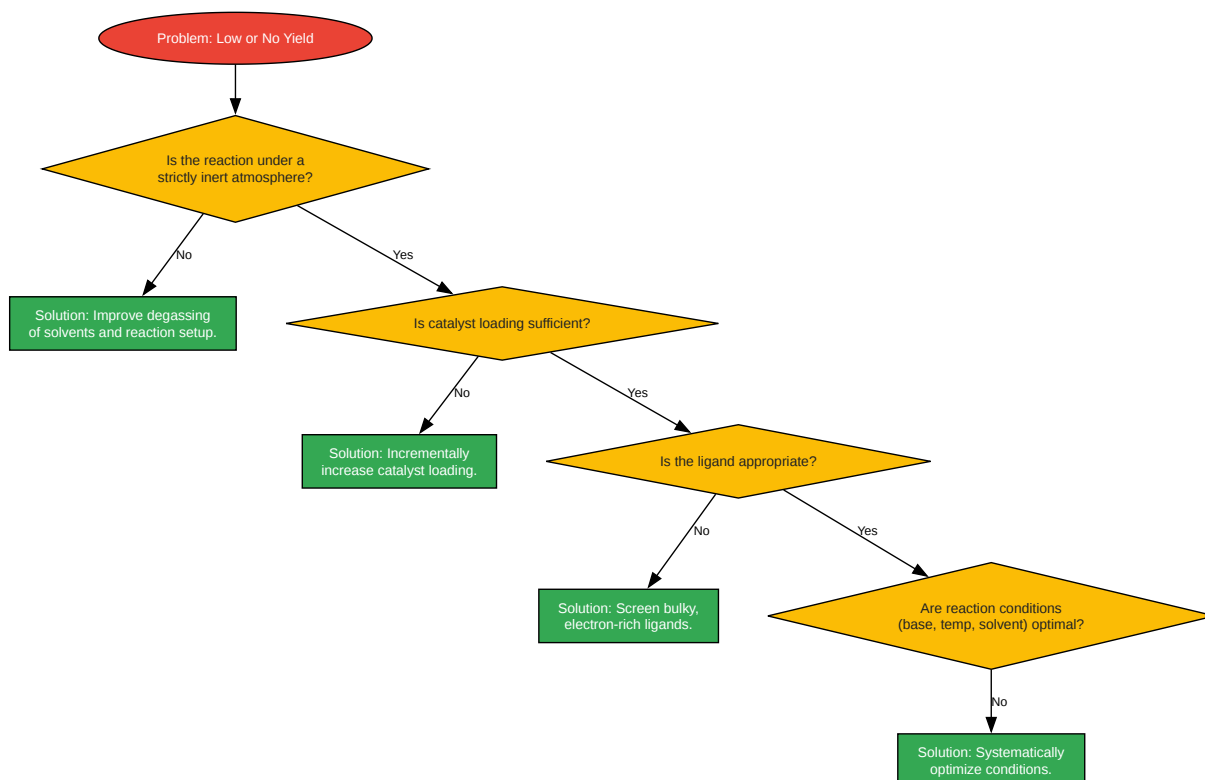 Problem: Low or No Yield
Is the reaction under a
strictly inert atmosphere?
No
Yes
Solution: Improve degassing
of solvents and reaction setup.
Is catalyst loading sufficient?
No
Yes
Solution: Incrementally
increase catalyst loading.
Is the ligand appropriate?
No
Yes
Solution: Screen bulky,
electron-rich ligands.
Are reaction conditions
(base, temp, solvent) optimal?
No
Solution: Systematically
optimize conditions.